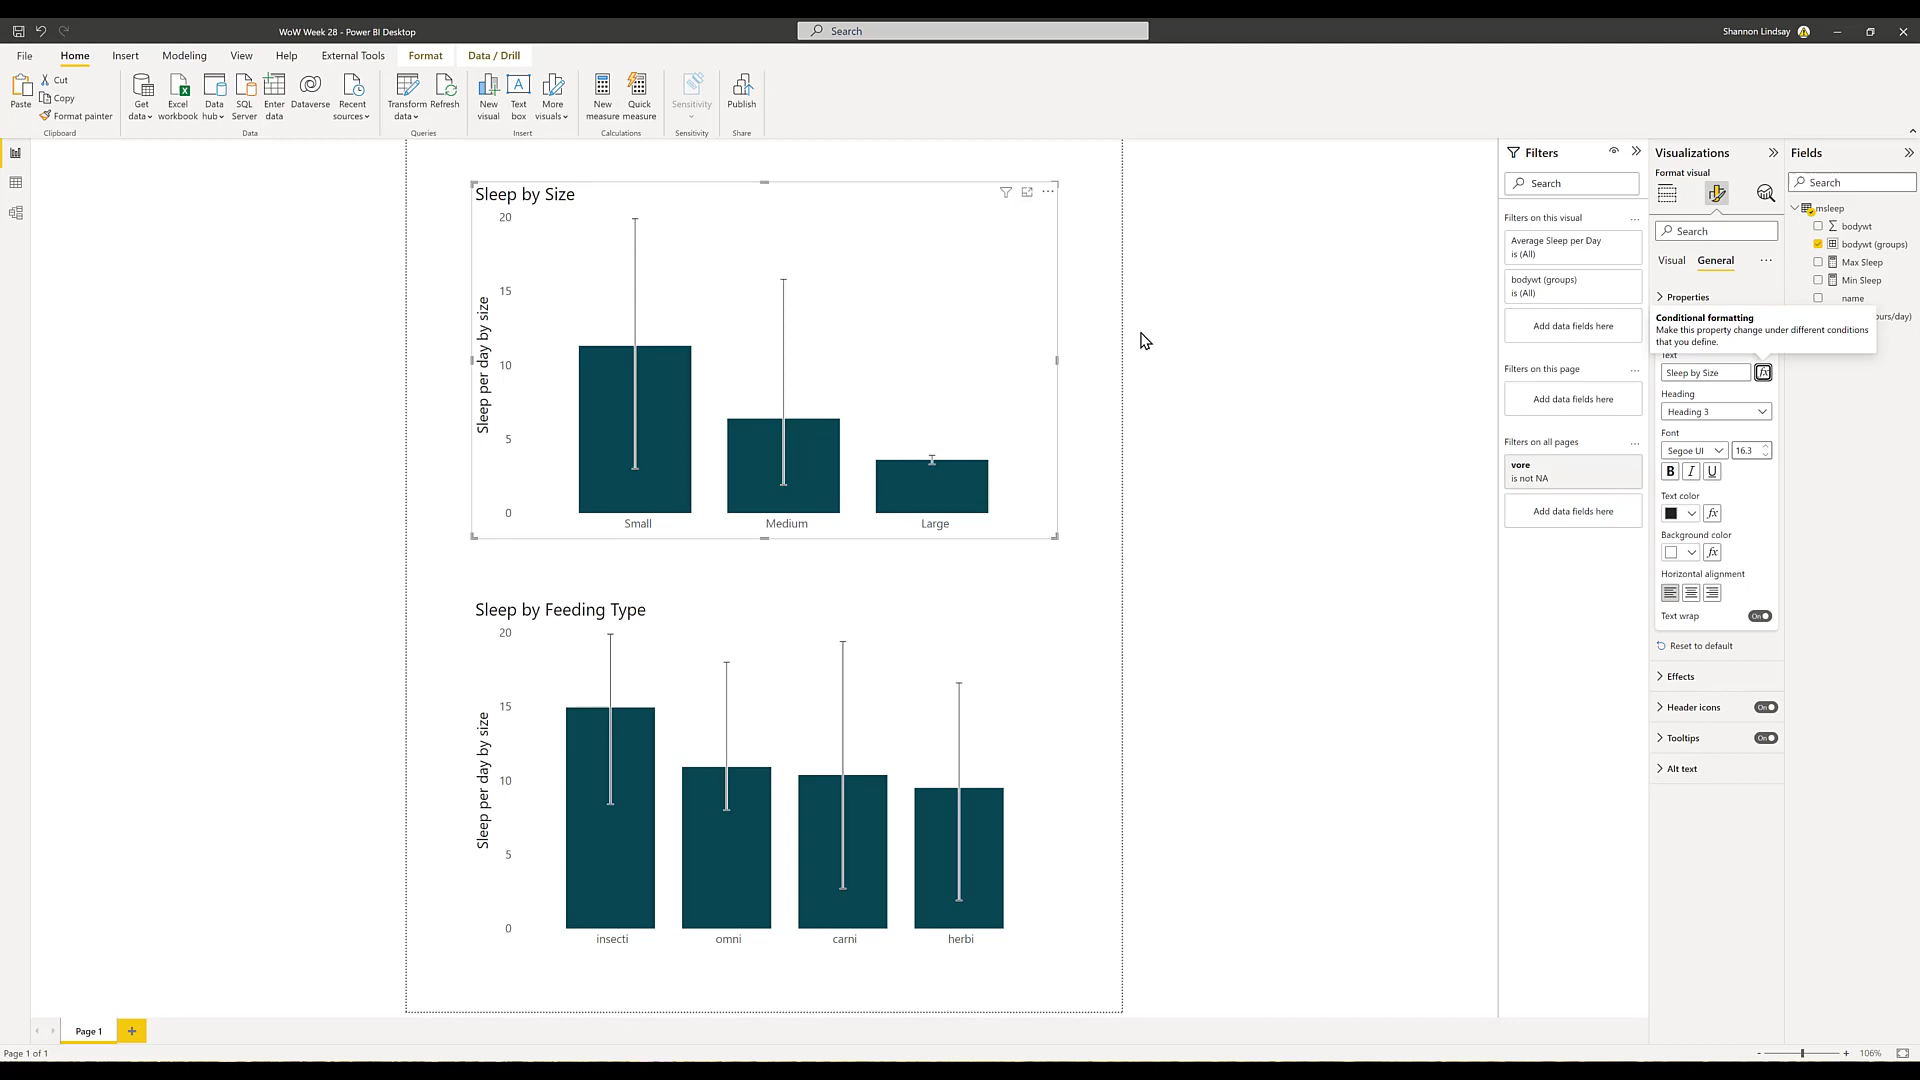 WoW Week 28 - Power BI Desktop
Search
Shannon Lindsay
File
Home
Insert
Modeling
View
Help
External Tools
Format
Data / Drill
Paste
Cut
Copy
Format painter
Clipboard
Get data
Excel workbook
Data hub
SQL Server
Enter data
Dataverse
Recent sources
Data
Transform data
Refresh
Queries
New visual
Text box
More visuals
Insert
New measure
Quick measure
Calculations
Sensitivity
Sensitivity
Publish
Share
Sleep by Size
20
15
10
5
0
Sleep per day by size
Small
Medium
Large
Sleep by Feeding Type
20
15
10
5
0
Sleep per day by size
insecti
omni
carni
herbi
Filters
Search
Filters on this visual
Average Sleep per Day
is (All)
bodywt (groups)
is (All)
Add data fields here
Filters on this page
Add data fields here
Filters on all pages
vore
is not NA
Add data fields here
Visualizations
Format visual
Search
Visual
General
Properties
Conditional formatting
Make this property change under different conditions
that you define.
Text
Sleep by Size
Heading
Heading 3
Font
Segoe UI
16.3
B
I
U
Text color
Background color
Horizontal alignment
Text wrap
On
Reset to default
Effects
Header icons
On
Tooltips
On
Alt text
Fields
Search
msleep
bodywt
bodywt (groups)
Max Sleep
Min Sleep
name
ours/day)
Page 1
Page 1 of 1
106%